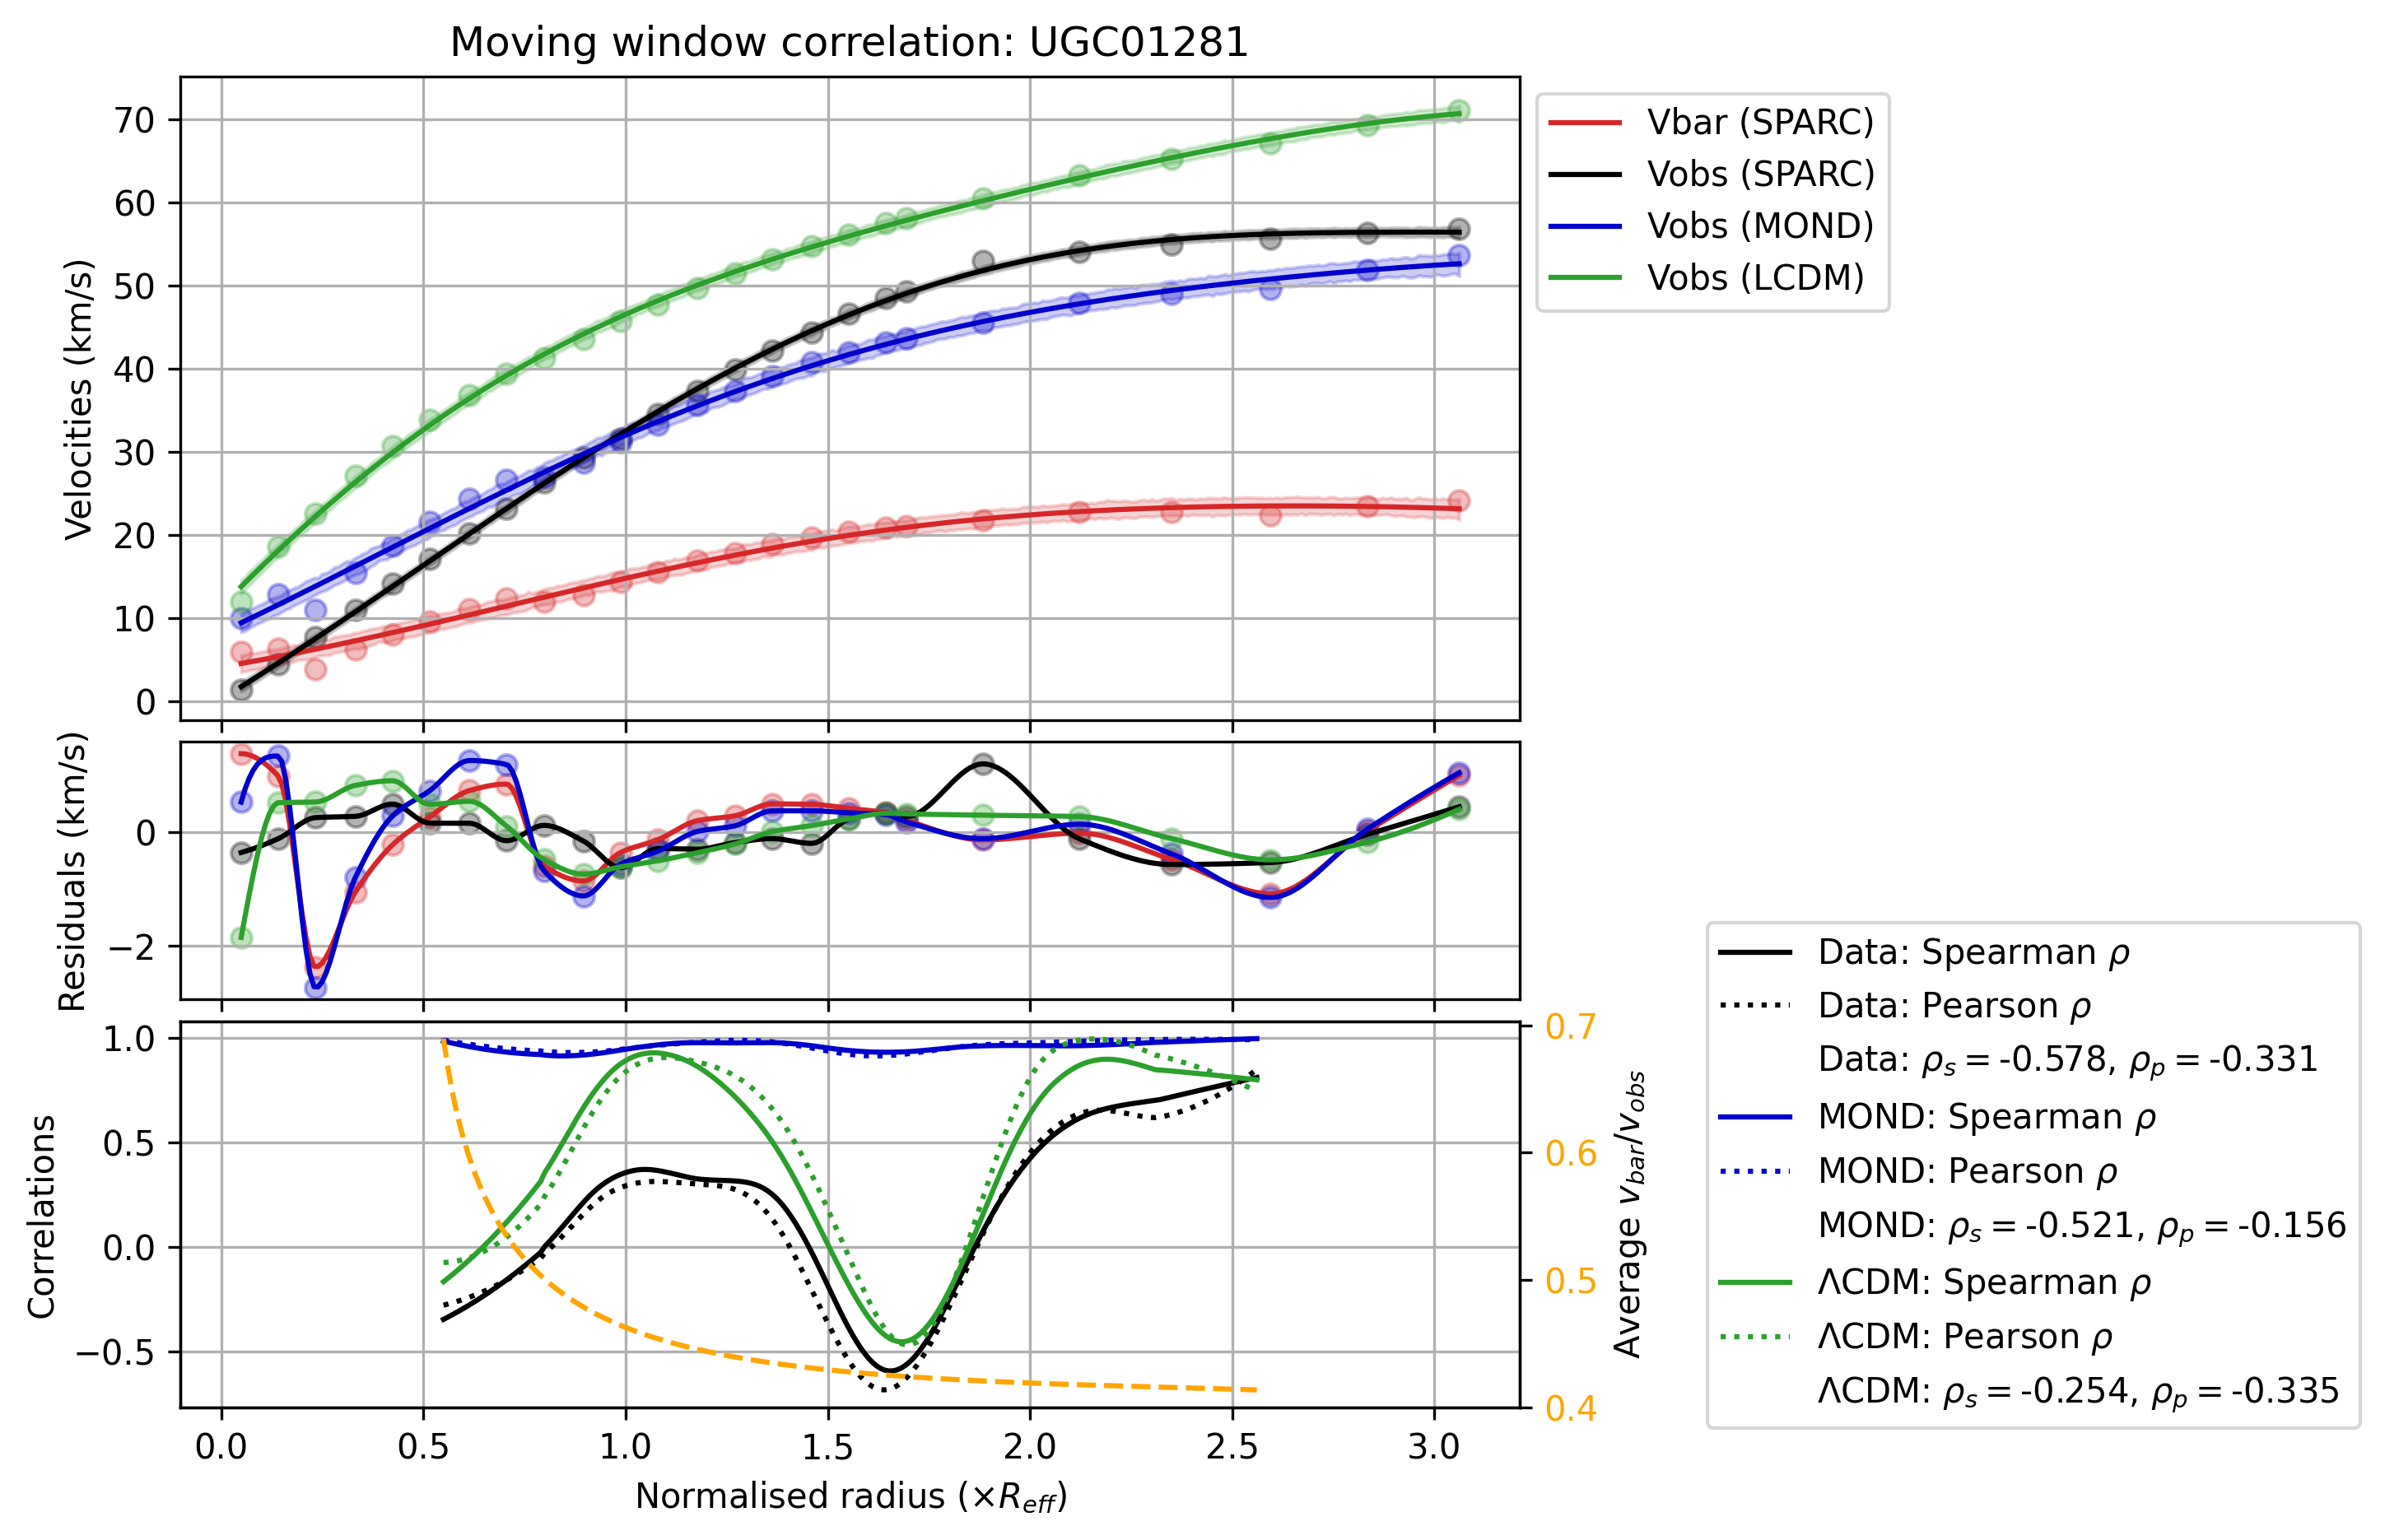 Moving window correlation: UGC01281
Velocities (km/s)
70
60
50
40
30
20
10
0
Vbar (SPARC)
Vobs (SPARC)
Vobs (MOND)
Vobs (LCDM)
Residuals (km/s)
0
−2
Correlations
1.0
0.5
0.0
−0.5
0.7
0.6
0.5
0.4
Average v_bar/v_obs
0.0 0.5 1.0 1.5 2.0 2.5 3.0
Normalised radius (×R_eff)
Data: Spearman ρ
Data: Pearson ρ
Data: ρ_s = -0.578, ρ_p = -0.331
MOND: Spearman ρ
MOND: Pearson ρ
MOND: ρ_s = -0.521, ρ_p = -0.156
ΛCDM: Spearman ρ
ΛCDM: Pearson ρ
ΛCDM: ρ_s = -0.254, ρ_p = -0.335